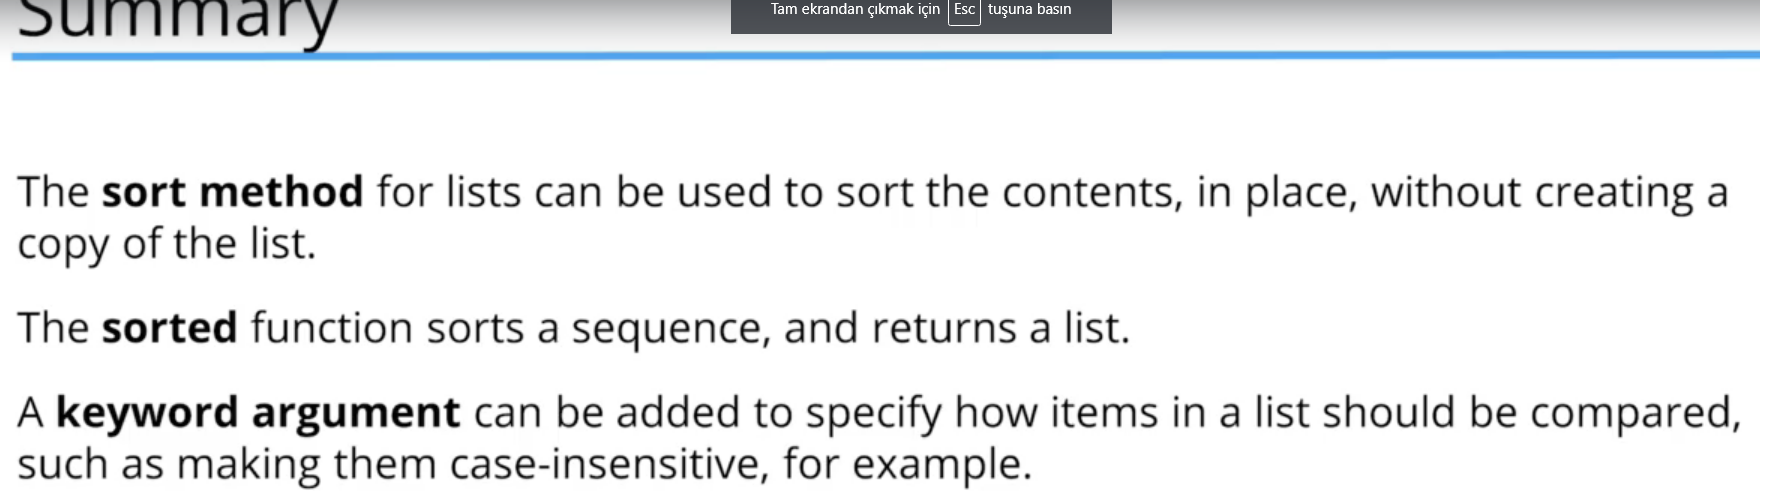 Summary
Tam ekrandan çıkmak için Esc tuşuna basın
The sort method for lists can be used to sort the contents, in place, without creating a
copy of the list.
The sorted function sorts a sequence, and returns a list.
A keyword argument can be added to specify how items in a list should be compared,
such as making them case-insensitive, for example.